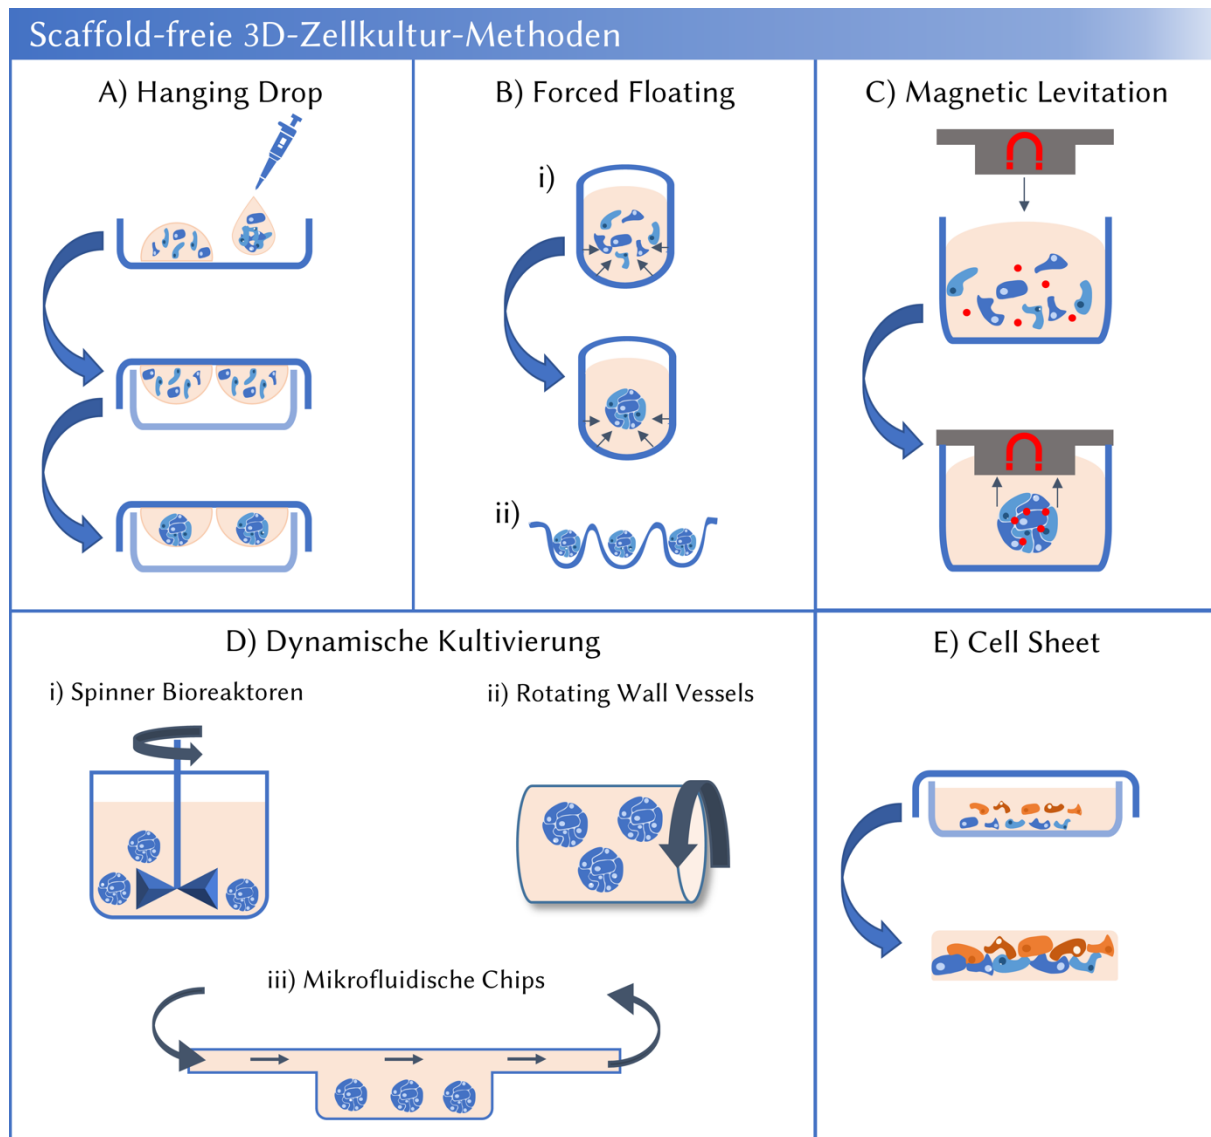 Scaffold-freie 3D-Zellkultur-Methoden
A) Hanging Drop
B) Forced Floating
i)
ii)
C) Magnetic Levitation
D) Dynamische Kultivierung
i) Spinner Bioreaktoren
ii) Rotating Wall Vessels
iii) Mikrofluidische Chips
E) Cell Sheet